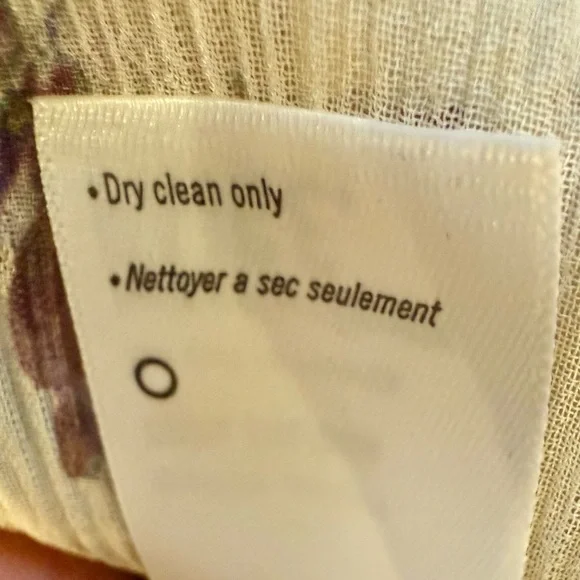 •Dry clean only
•Nettoyer a sec seulement